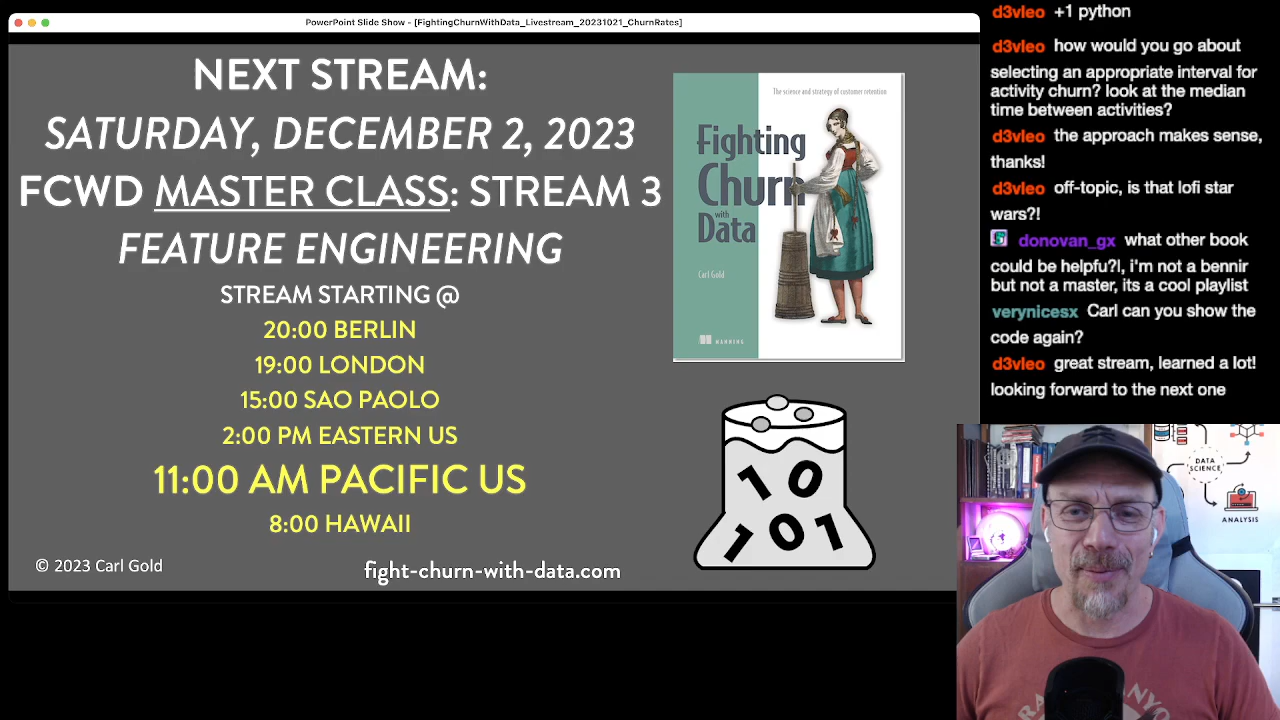 PowerPoint Slide Show - [FightingChurnWithData_Livestream_20231021_ChurnRates]
NEXT STREAM:
SATURDAY, DECEMBER 2, 2023
FCWD MASTER CLASS: STREAM 3
FEATURE ENGINEERING
STREAM STARTING @
20:00 BERLIN
19:00 LONDON
15:00 SAO PAOLO
2:00 PM EASTERN US
11:00 AM PACIFIC US
8:00 HAWAII
© 2023 Carl Gold
fight-churn-with-data.com
The science and strategy of customer retention
Fighting
Churn
with
Data
Carl Gold
MANNING
10
101
d3vleo +1 python
d3vleo how would you go about
selecting an appropriate interval for
activity churn? look at the median
time between activities?
d3vleo the approach makes sense,
thanks!
d3vleo off-topic, is that lofi star
wars?!
donovan_gx what other book
could be helpfu?l, i'm not a bennir
but not a master, its a cool playlist
verynicesx Carl can you show the
code again?
d3vleo great stream, learned a lot!
looking forward to the next one
DATA
SCIENCE
ANALYSIS